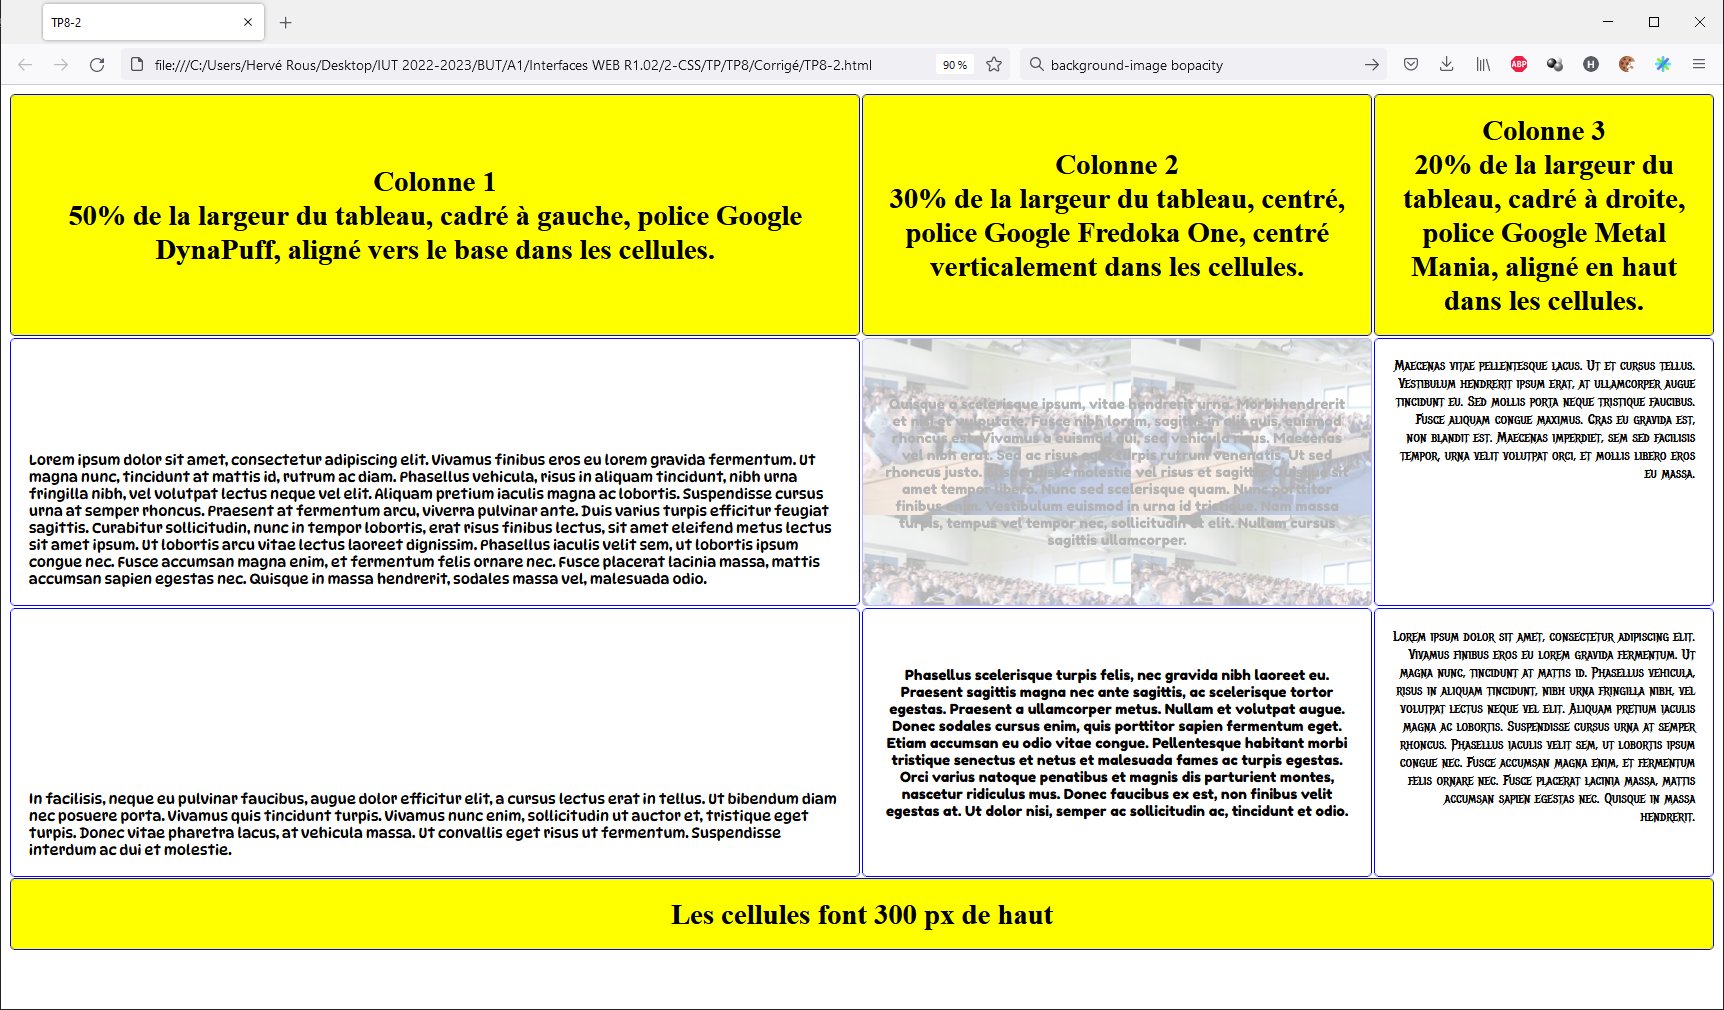 TP8-2
file:///C:/Users/Hervé Rous/Desktop/IUT 2022-2023/BUT/A1/Interfaces WEB R1.02/2-CSS/TP/TP8/Corrigé/TP8-2.html
90 %
background-image bopacity
ABP
H
Colonne 1
50% de la largeur du tableau, cadré à gauche, police Google
DynaPuff, aligné vers le base dans les cellules.
Colonne 2
30% de la largeur du tableau, centré,
police Google Fredoka One, centré
verticalement dans les cellules.
Colonne 3
20% de la largeur du
tableau, cadré à droite,
police Google Metal
Mania, aligné en haut
dans les cellules.
Lorem ipsum dolor sit amet, consectetur adipiscing elit. Vivamus finibus eros eu lorem gravida fermentum. Ut
magna nunc, tincidunt at mattis id, rutrum ac diam. Phasellus vehicula, risus in aliquam tincidunt, nibh urna
fringilla nibh, vel volutpat lectus neque vel elit. Aliquam pretium iaculis magna ac lobortis. Suspendisse cursus
urna at semper rhoncus. Praesent at fermentum arcu, viverra pulvinar ante. Duis varius turpis efficitur feugiat
sagittis. Curabitur sollicitudin, nunc in tempor lobortis, erat risus finibus lectus, sit amet eleifend metus lectus
sit amet ipsum. Ut lobortis arcu vitae lectus laoreet dignissim. Phasellus iaculis velit sem, ut lobortis ipsum
congue nec. Fusce accumsan magna enim, et fermentum felis ornare nec. Fusce placerat lacinia massa, mattis
accumsan sapien egestas nec. Quisque in massa hendrerit, sodales massa vel, malesuada odio.
Quisque a scelerisque ipsum, vitae hendrerit urna. Morbi hendrerit
et nisl et vulputate. Fusce nibh lorem, sagittis in elit quis, euismod
rhoncus est. Vivamus a euismod dui, sed vehicula risus. Maecenas
vel nibh erat. Sed ac risus eget turpis rutrum venenatis. Ut sed
rhoncus justo. Suspendisse molestie vel risus et sagittis. Quisque sit
amet tempor libero. Nunc sed scelerisque quam. Nunc porttitor
finibus enim. Vestibulum euismod in urna id tristique. Nam massa
turpis, tempus vel tempor nec, sollicitudin et elit. Nullam cursus
sagittis ullamcorper.
Maecenas vitae pellentesque lacus. Ut et cursus tellus.
Vestibulum hendrerit ipsum erat, at ullamcorper augue
tincidunt eu. Sed mollis porta neque tristique faucibus.
Fusce aliquam congue maximus. Cras eu gravida est,
non blandit est. Maecenas imperdiet, sem sed facilisis
tempor, urna velit volutpat orci, et mollis libero eros
eu massa.
In facilisis, neque eu pulvinar faucibus, augue dolor efficitur elit, a cursus lectus erat in tellus. Ut bibendum diam
nec posuere porta. Vivamus quis tincidunt turpis. Vivamus nunc enim, sollicitudin ut auctor et, tristique eget
turpis. Donec vitae pharetra lacus, at vehicula massa. Ut convallis eget risus ut fermentum. Suspendisse
interdum ac dui et molestie.
Phasellus scelerisque turpis felis, nec gravida nibh laoreet eu.
Praesent sagittis magna nec ante sagittis, ac scelerisque tortor
egestas. Praesent a ullamcorper metus. Nullam et volutpat augue.
Donec sodales cursus enim, quis porttitor sapien fermentum eget.
Etiam accumsan eu odio vitae congue. Pellentesque habitant morbi
tristique senectus et netus et malesuada fames ac turpis egestas.
Orci varius natoque penatibus et magnis dis parturient montes,
nascetur ridiculus mus. Donec faucibus ex est, non finibus velit
egestas at. Ut dolor nisi, semper ac sollicitudin ac, tincidunt et odio.
Lorem ipsum dolor sit amet, consectetur adipiscing elit.
Vivamus finibus eros eu lorem gravida fermentum. Ut
magna nunc, tincidunt at mattis id. Phasellus vehicula,
risus in aliquam tincidunt, nibh urna fringilla nibh, vel
volutpat lectus neque vel elit. Aliquam pretium iaculis
magna ac lobortis. Suspendisse cursus urna at semper
rhoncus. Phasellus iaculis velit sem, ut lobortis ipsum
congue nec. Fusce accumsan magna enim, et fermentum
felis ornare nec. Fusce placerat lacinia massa, mattis
accumsan sapien egestas nec. Quisque in massa
hendrerit.
Les cellules font 300 px de haut